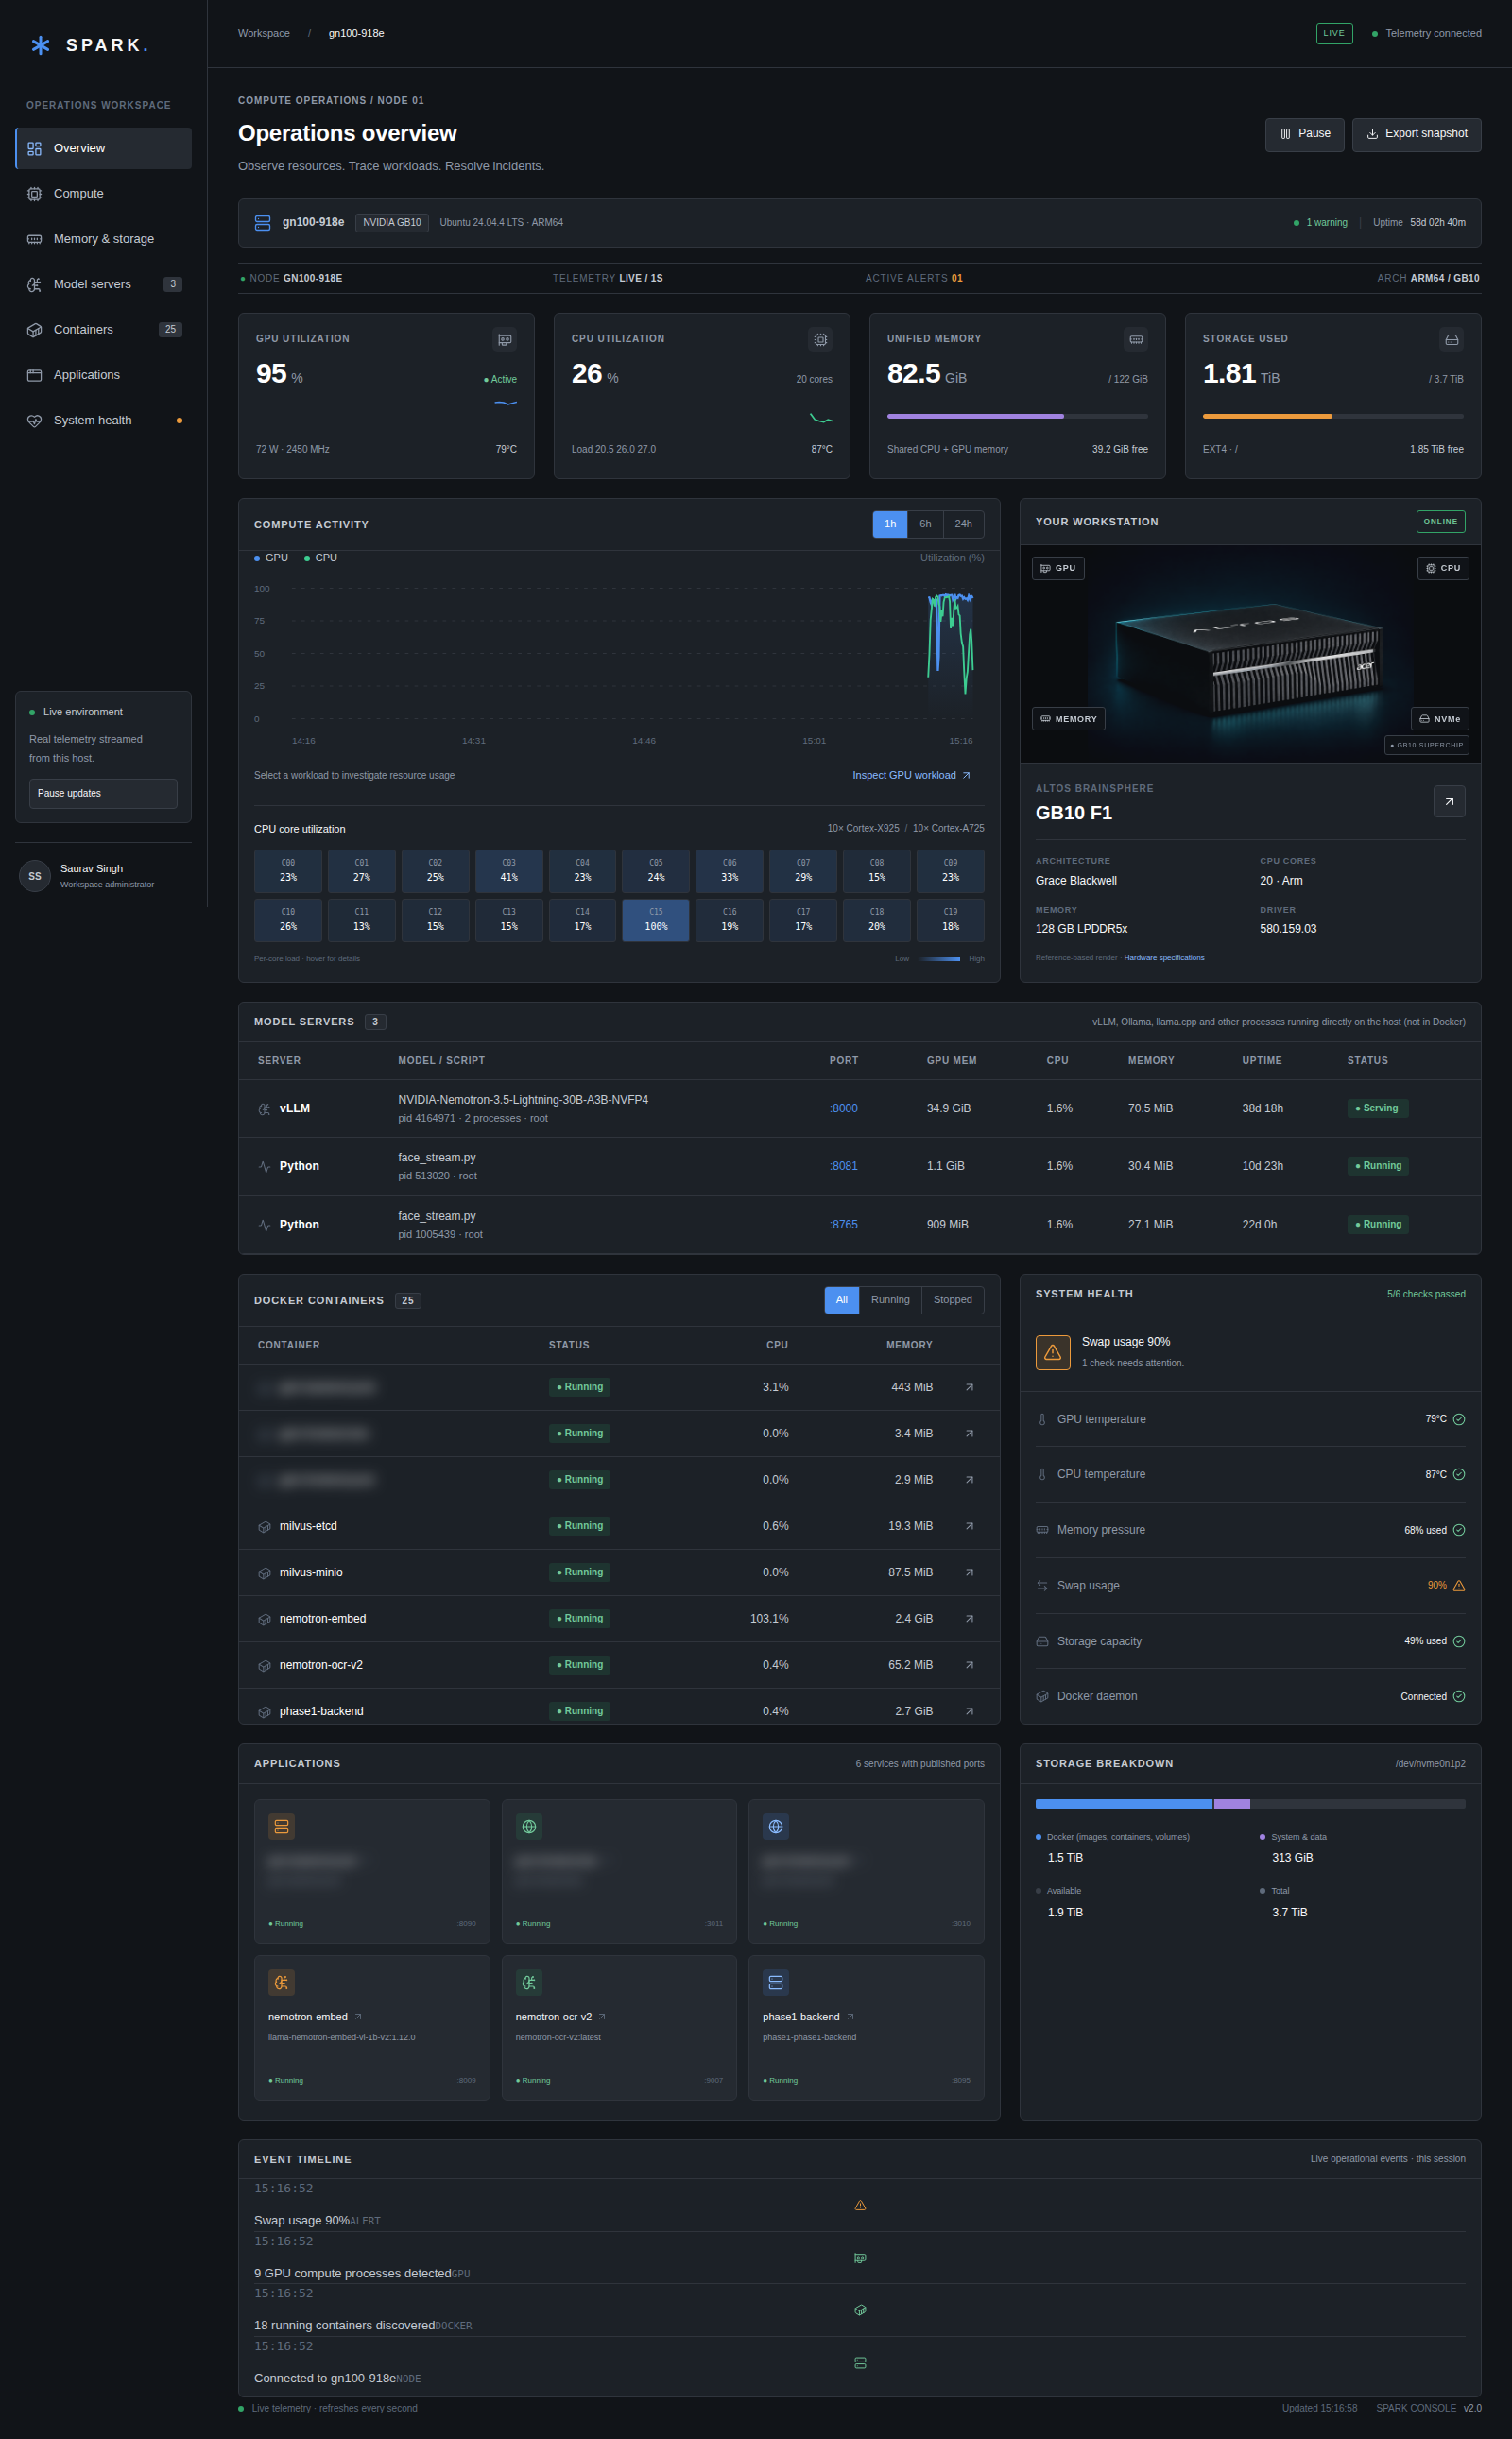 SPARK.
OPERATIONS WORKSPACE
Overview
Compute
Memory & storage
Model servers 3
Containers 25
Applications
System health
Live environment
Real telemetry streamed
from this host.
Pause updates
SS Saurav Singh
Workspace administrator
Workspace / gn100-918e
LIVE Telemetry connected
COMPUTE OPERATIONS / NODE 01
Operations overview
Observe resources. Trace workloads. Resolve incidents.
Pause Export snapshot
gn100-918e NVIDIA GB10 Ubuntu 24.04.4 LTS · ARM64 1 warning Uptime 58d 02h 40m
NODE GN100-918E TELEMETRY LIVE / 1S ACTIVE ALERTS 01 ARCH ARM64 / GB10
GPU UTILIZATION
95 % Active
72 W · 2450 MHz 79°C
CPU UTILIZATION
26 % 20 cores
Load 20.5 26.0 27.0 87°C
UNIFIED MEMORY
82.5 GiB / 122 GiB
Shared CPU + GPU memory 39.2 GiB free
STORAGE USED
1.81 TiB / 3.7 TiB
EXT4 · / 1.85 TiB free
COMPUTE ACTIVITY 1h 6h 24h
GPU CPU Utilization (%)
100
75
50
25
0
14:16 14:31 14:46 15:01 15:16
Select a workload to investigate resource usage Inspect GPU workload
CPU core utilization 10× Cortex-X925 / 10× Cortex-A725
C00 C01 C02 C03 C04 C05 C06 C07 C08 C09
23% 27% 25% 41% 23% 24% 33% 29% 15% 23%
C10 C11 C12 C13 C14 C15 C16 C17 C18 C19
26% 13% 15% 15% 17% 100% 19% 17% 20% 18%
Per-core load · hover for details Low High
YOUR WORKSTATION ONLINE
GPU CPU
acer
MEMORY NVMe
GB10 SUPERCHIP
ALTOS BRAINSPHERE
GB10 F1
ARCHITECTURE CPU CORES
Grace Blackwell 20 · Arm
MEMORY DRIVER
128 GB LPDDR5x 580.159.03
Reference-based render · Hardware specifications
MODEL SERVERS 3 vLLM, Ollama, llama.cpp and other processes running directly on the host (not in Docker)
SERVER MODEL / SCRIPT PORT GPU MEM CPU MEMORY UPTIME STATUS
vLLM NVIDIA-Nemotron-3.5-Lightning-30B-A3B-NVFP4 :8000 34.9 GiB 1.6% 70.5 MiB 38d 18h Serving
pid 4164971 · 2 processes · root
Python face_stream.py :8081 1.1 GiB 1.6% 30.4 MiB 10d 23h Running
pid 513020 · root
Python face_stream.py :8765 909 MiB 1.6% 27.1 MiB 22d 0h Running
pid 1005439 · root
DOCKER CONTAINERS 25 All Running Stopped
CONTAINER STATUS CPU MEMORY
Running 3.1% 443 MiB
Running 0.0% 3.4 MiB
Running 0.0% 2.9 MiB
milvus-etcd Running 0.6% 19.3 MiB
milvus-minio Running 0.0% 87.5 MiB
nemotron-embed Running 103.1% 2.4 GiB
nemotron-ocr-v2 Running 0.4% 65.2 MiB
phase1-backend Running 0.4% 2.7 GiB
SYSTEM HEALTH 5/6 checks passed
Swap usage 90%
1 check needs attention.
GPU temperature 79°C
CPU temperature 87°C
Memory pressure 68% used
Swap usage 90%
Storage capacity 49% used
Docker daemon Connected
APPLICATIONS 6 services with published ports
Running :8090 Running :3011 Running :3010
nemotron-embed nemotron-ocr-v2 phase1-backend
llama-nemotron-embed-vl-1b-v2:1.12.0 nemotron-ocr-v2:latest phase1-phase1-backend
Running :8009 Running :9007 Running :8095
STORAGE BREAKDOWN /dev/nvme0n1p2
Docker (images, containers, volumes) System & data
1.5 TiB 313 GiB
Available Total
1.9 TiB 3.7 TiB
EVENT TIMELINE Live operational events · this session
15:16:52
Swap usage 90%ALERT
15:16:52
9 GPU compute processes detectedGPU
15:16:52
18 running containers discoveredDOCKER
15:16:52
Connected to gn100-918eNODE
Live telemetry · refreshes every second Updated 15:16:58 SPARK CONSOLE v2.0